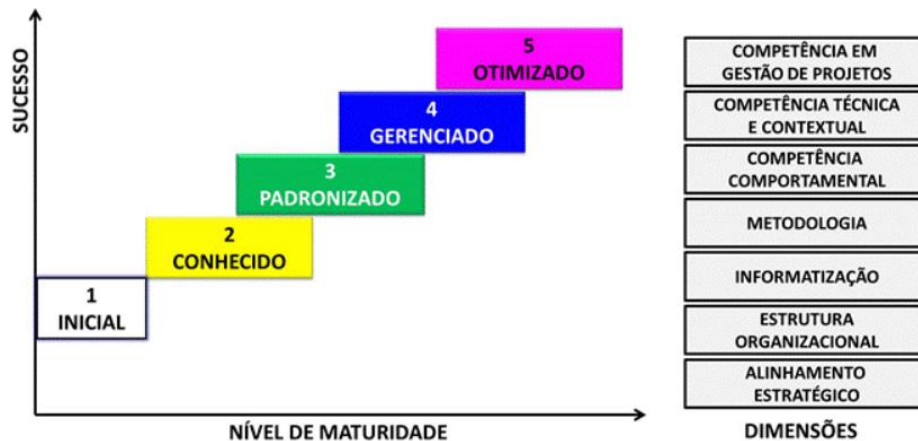 SUCESSO
5
OTIMIZADO
4
GERENCIADO
3
PADRONIZADO
2
CONHECIDO
1
INICIAL
NÍVEL DE MATURIDADE
COMPETÊNCIA EM
GESTÃO DE PROJETOS
COMPETÊNCIA TÉCNICA
E CONTEXTUAL
COMPETÊNCIA
COMPORTAMENTAL
METODOLOGIA
INFORMATIZAÇÃO
ESTRUTURA
ORGANIZACIONAL
ALINHAMENTO
ESTRATÉGICO
DIMENSÕES